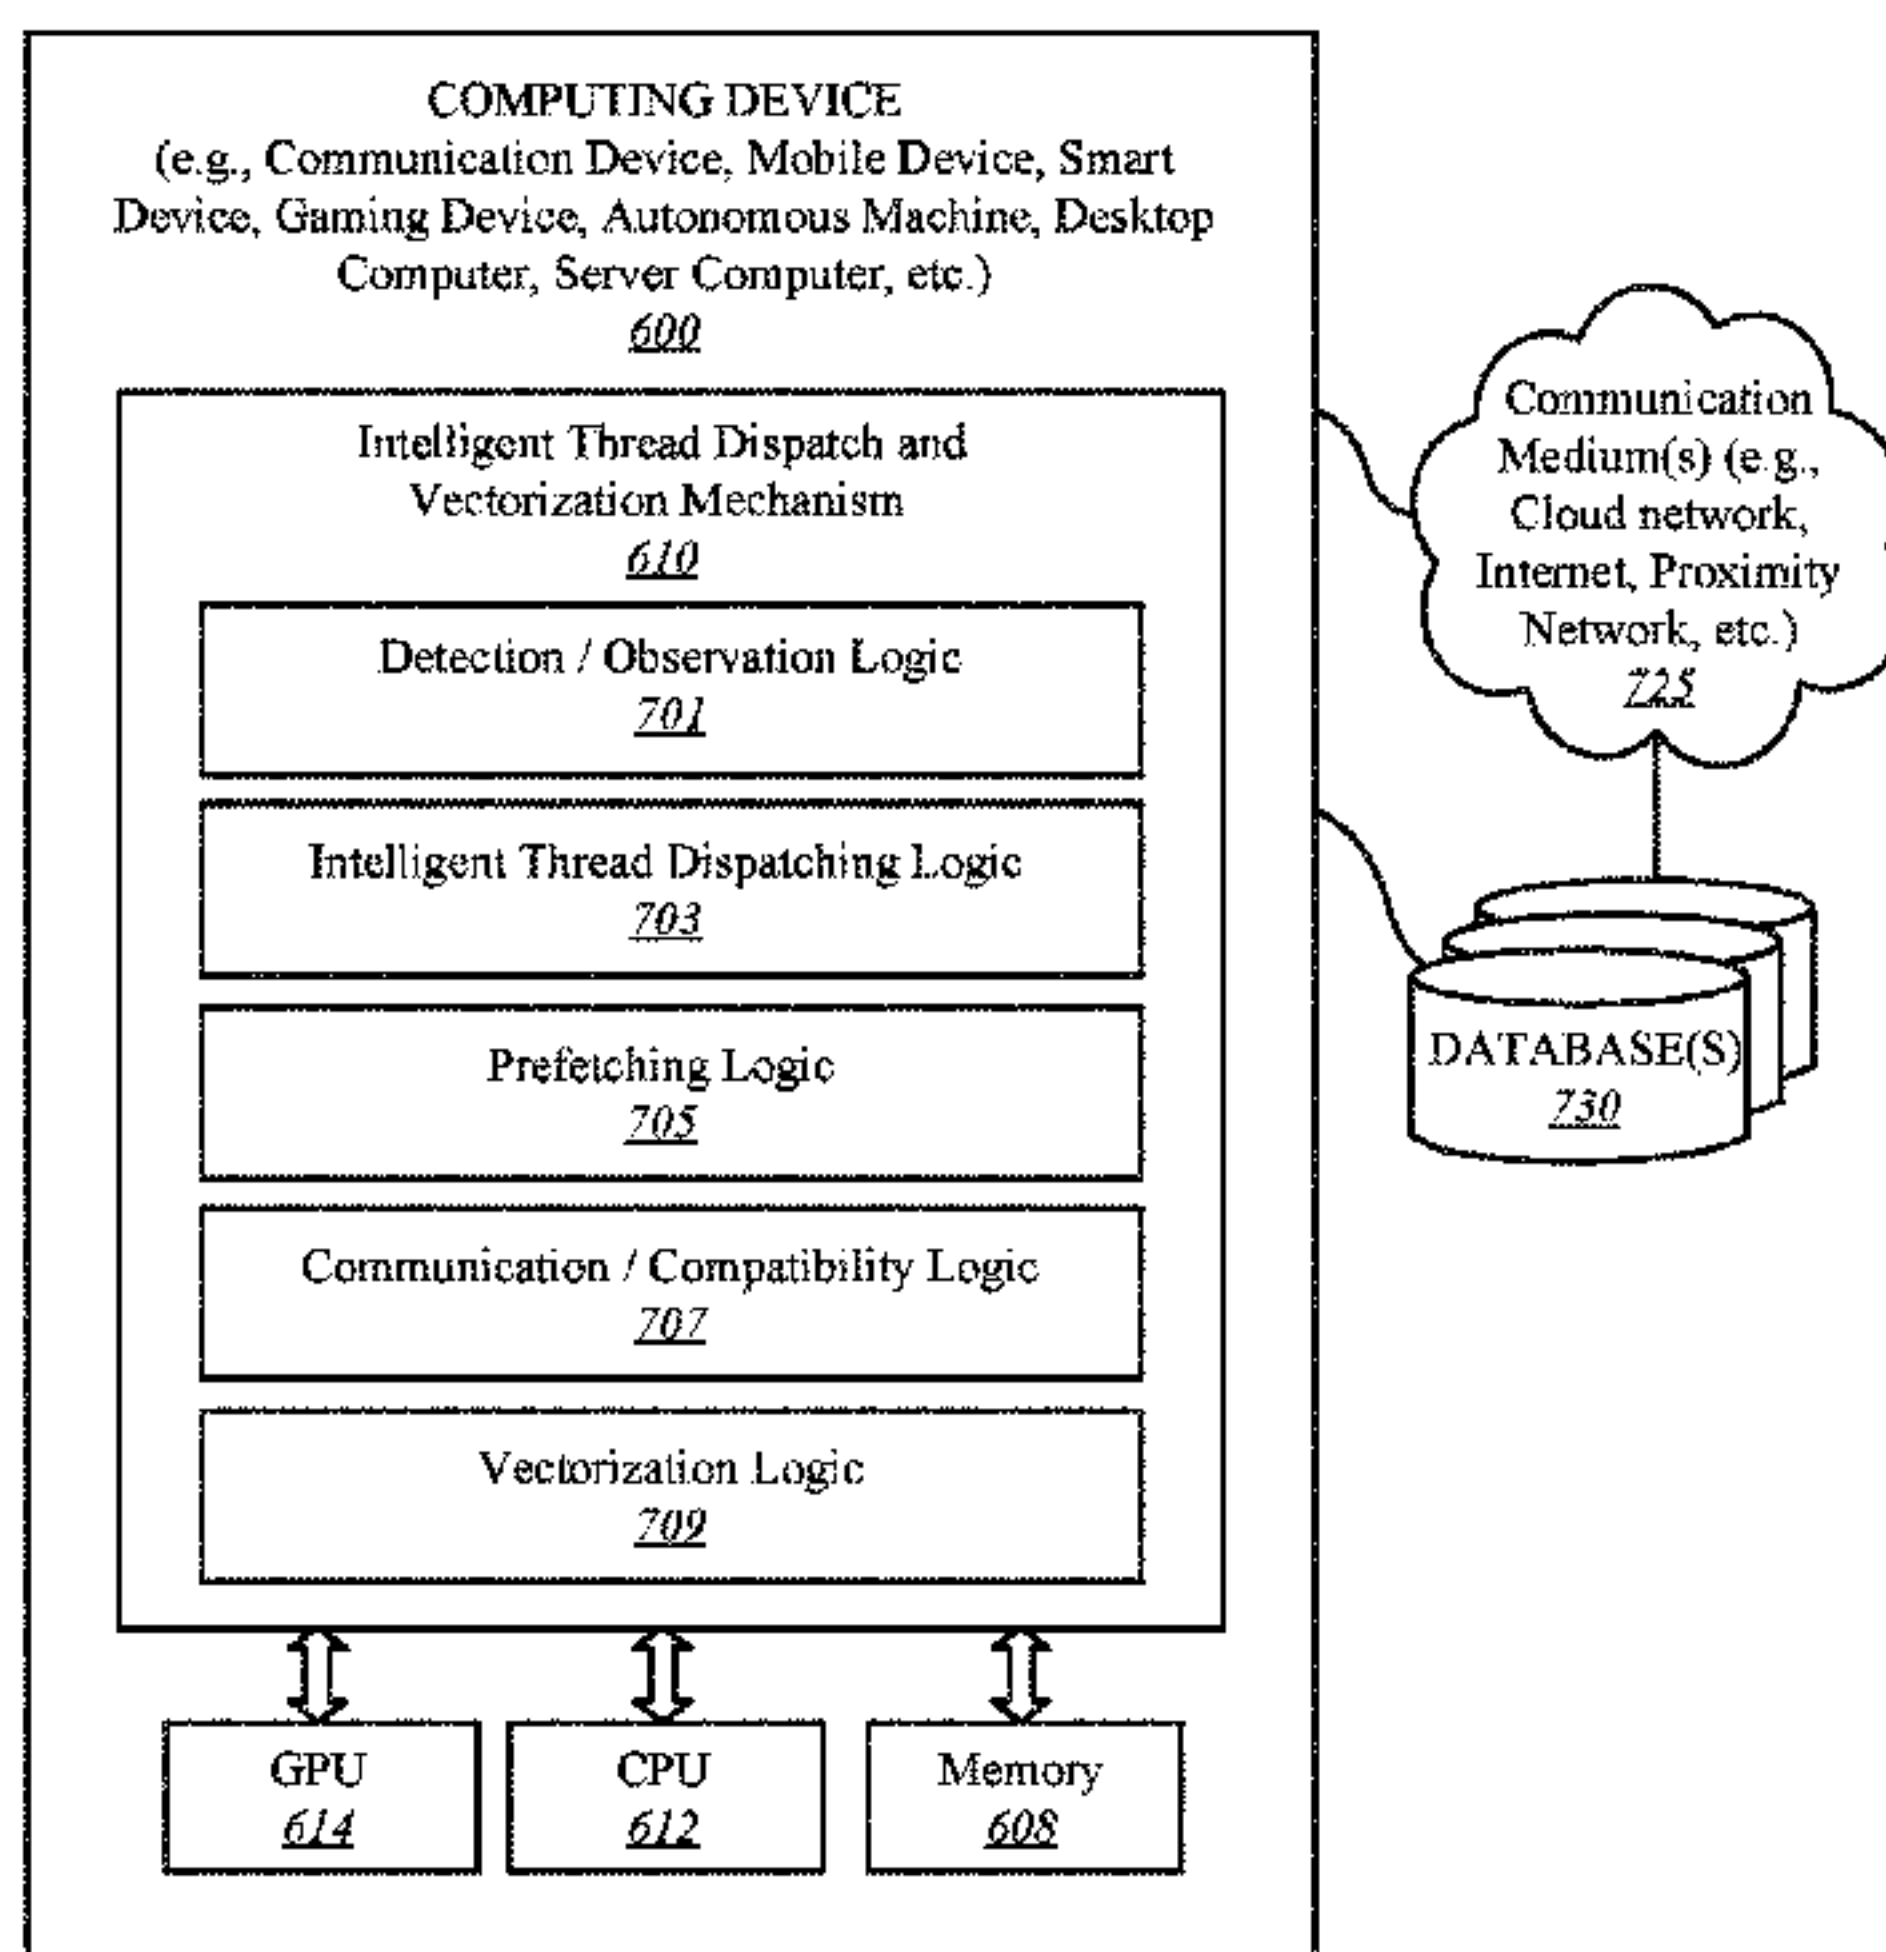 COMPUTING DEVICE
(e.g., Communication Device, Mobile Device, Smart
Device, Gaming Device, Autonomous Machine, Desktop
Computer, Server Computer, etc.)
600
Intelligent Thread Dispatch and
Vectorization Mechanism
610
Detection / Observation Logic
701
Intelligent Thread Dispatching Logic
703
Prefetching Logic
705
Communication / Compatibility Logic
707
Vectorization Logic
709
GPU
614
CPU
612
Memory
608
Communication
Medium(s) (e.g.,
Cloud network,
Internet, Proximity
Network, etc.)
725
DATABASE(S)
730